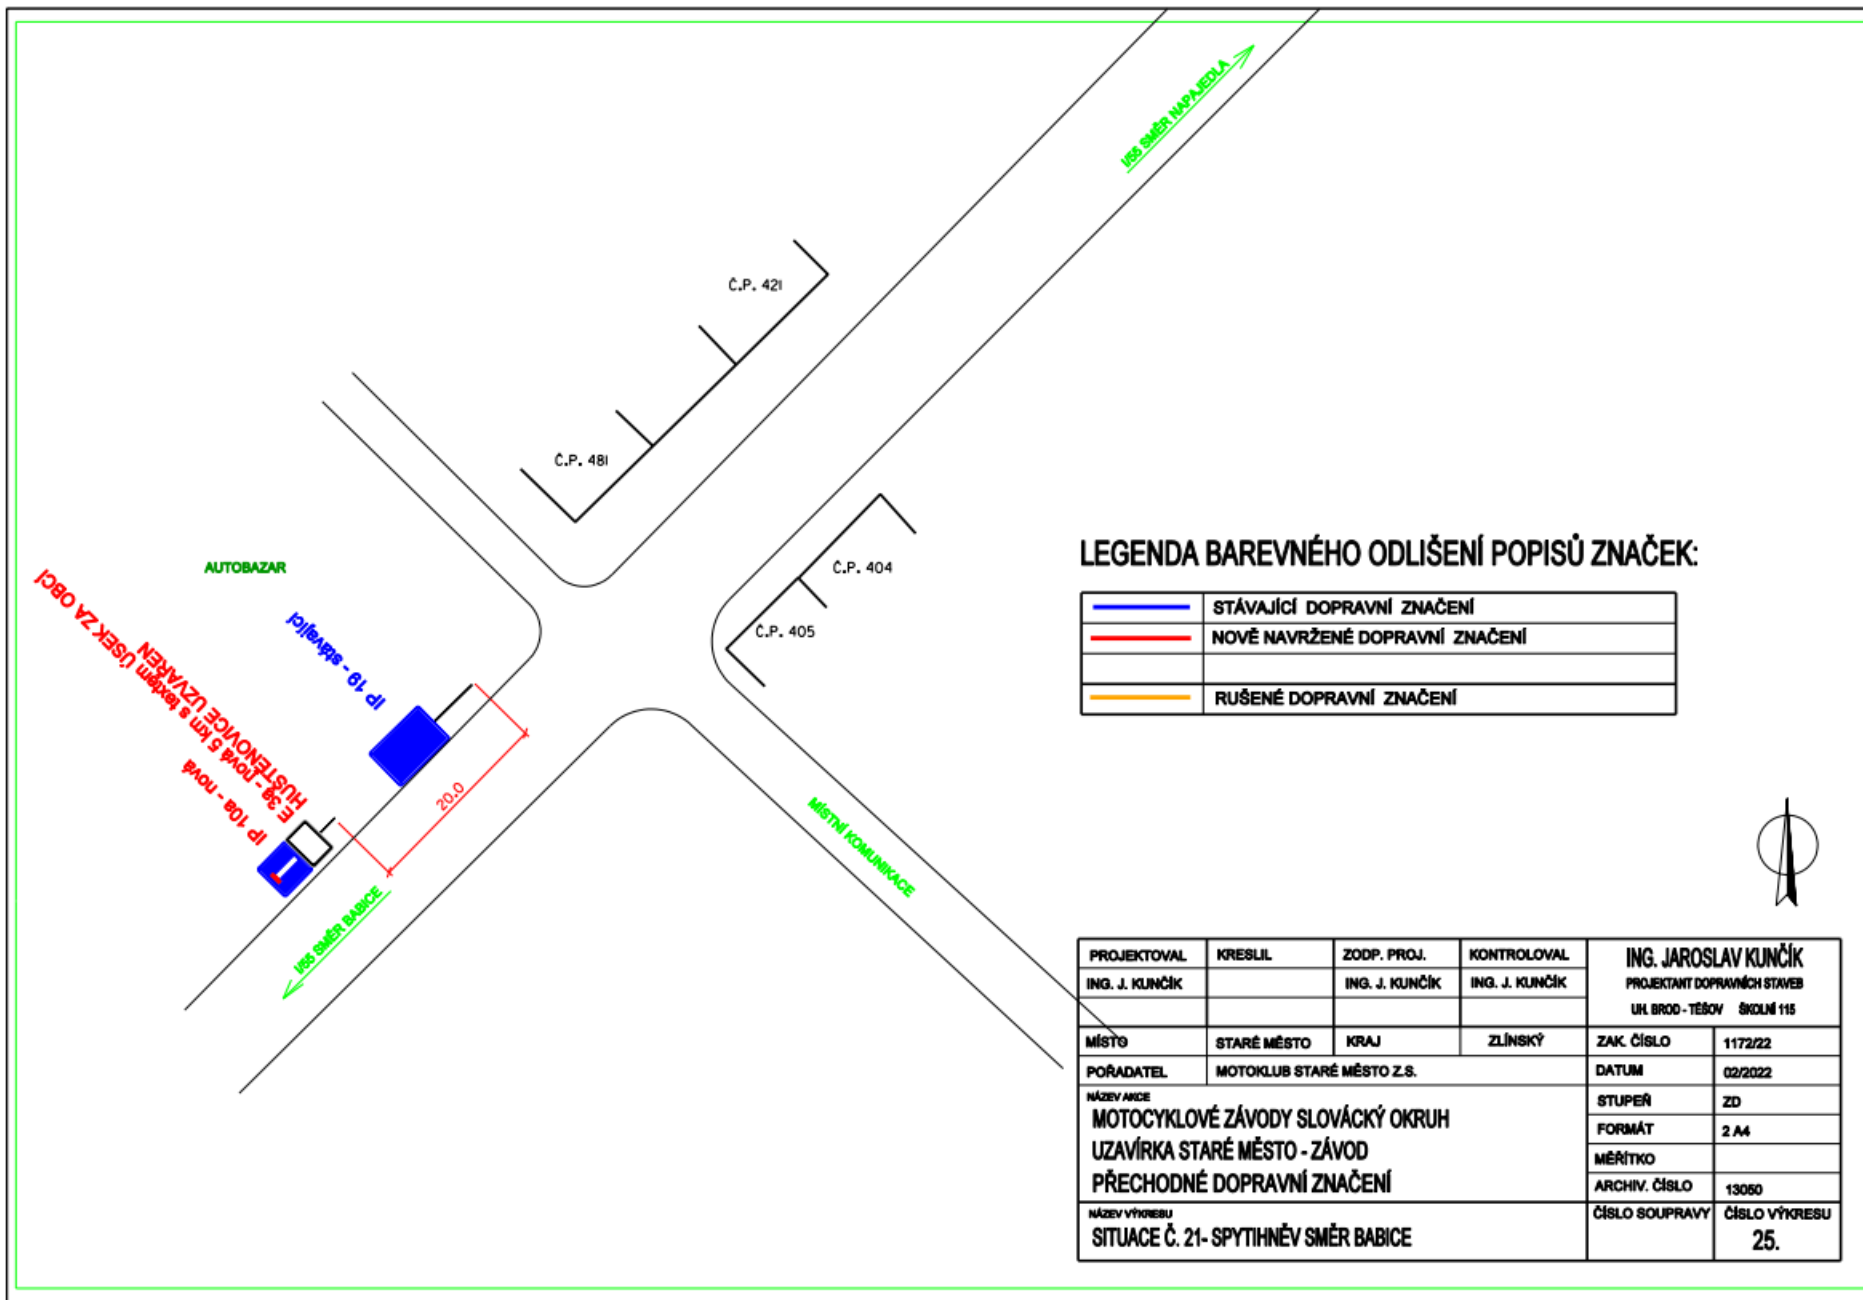 I/55 SMĚR NAPAJEDLA
Č.P. 421
Č.P. 481
Č.P. 404
Č.P. 405
AUTOBAZAR
IP 19 - stávající
E 3a - nová 5 km s textem ÚSEK ZA OBCÍ
HUŠTĚNOVICE UZVAŘEN
IP 10a - nová
20.0
I/55 SMĚR BABICE
MÍSTNÍ KOMUNIKACE
LEGENDA BAREVNÉHO ODLIŠENÍ POPISŮ ZNAČEK:
STÁVAJÍCÍ DOPRAVNÍ ZNAČENÍ
NOVĚ NAVRŽENÉ DOPRAVNÍ ZNAČENÍ
RUŠENÉ DOPRAVNÍ ZNAČENÍ
PROJEKTOVAL KRESLIL ZODP. PROJ. KONTROLOVAL
ING. J. KUNČÍK ING. J. KUNČÍK ING. J. KUNČÍK
ING. JAROSLAV KUNČÍK
PROJEKTANT DOPRAVNÍCH STAVEB
UH. BROD - TĚŠOV ŠKOLNÍ 115
MÍSTO STARÉ MĚSTO KRAJ ZLÍNSKÝ ZAK. ČÍSLO 1172/22
POŘADATEL MOTOKLUB STARÉ MĚSTO Z.S. DATUM 02/2022
NÁZEV AKCE
MOTOCYKLOVÉ ZÁVODY SLOVÁCKÝ OKRUH
UZAVÍRKA STARÉ MĚSTO - ZÁVOD
PŘECHODNÉ DOPRAVNÍ ZNAČENÍ
STUPEŇ ZD
FORMÁT 2 A4
MĚŘÍTKO
ARCHIV. ČÍSLO 13050
NÁZEV VÝKRESU
SITUACE Č. 21- SPYTIHNĚV SMĚR BABICE
ČÍSLO SOUPRAVY ČÍSLO VÝKRESU
25.